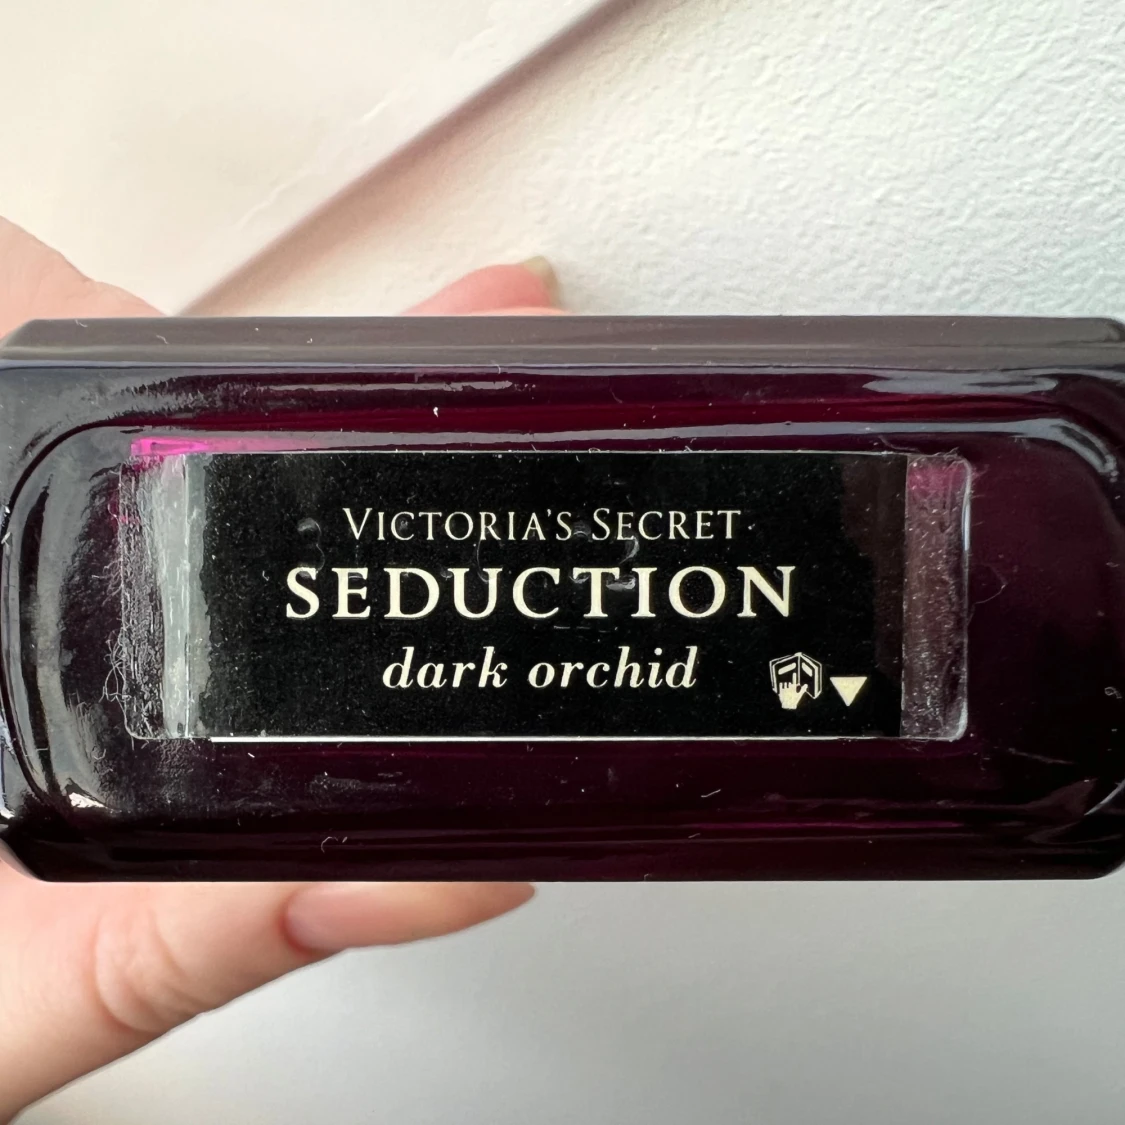 VICTORIA'S SECRET
SEDUCTION
dark orchid